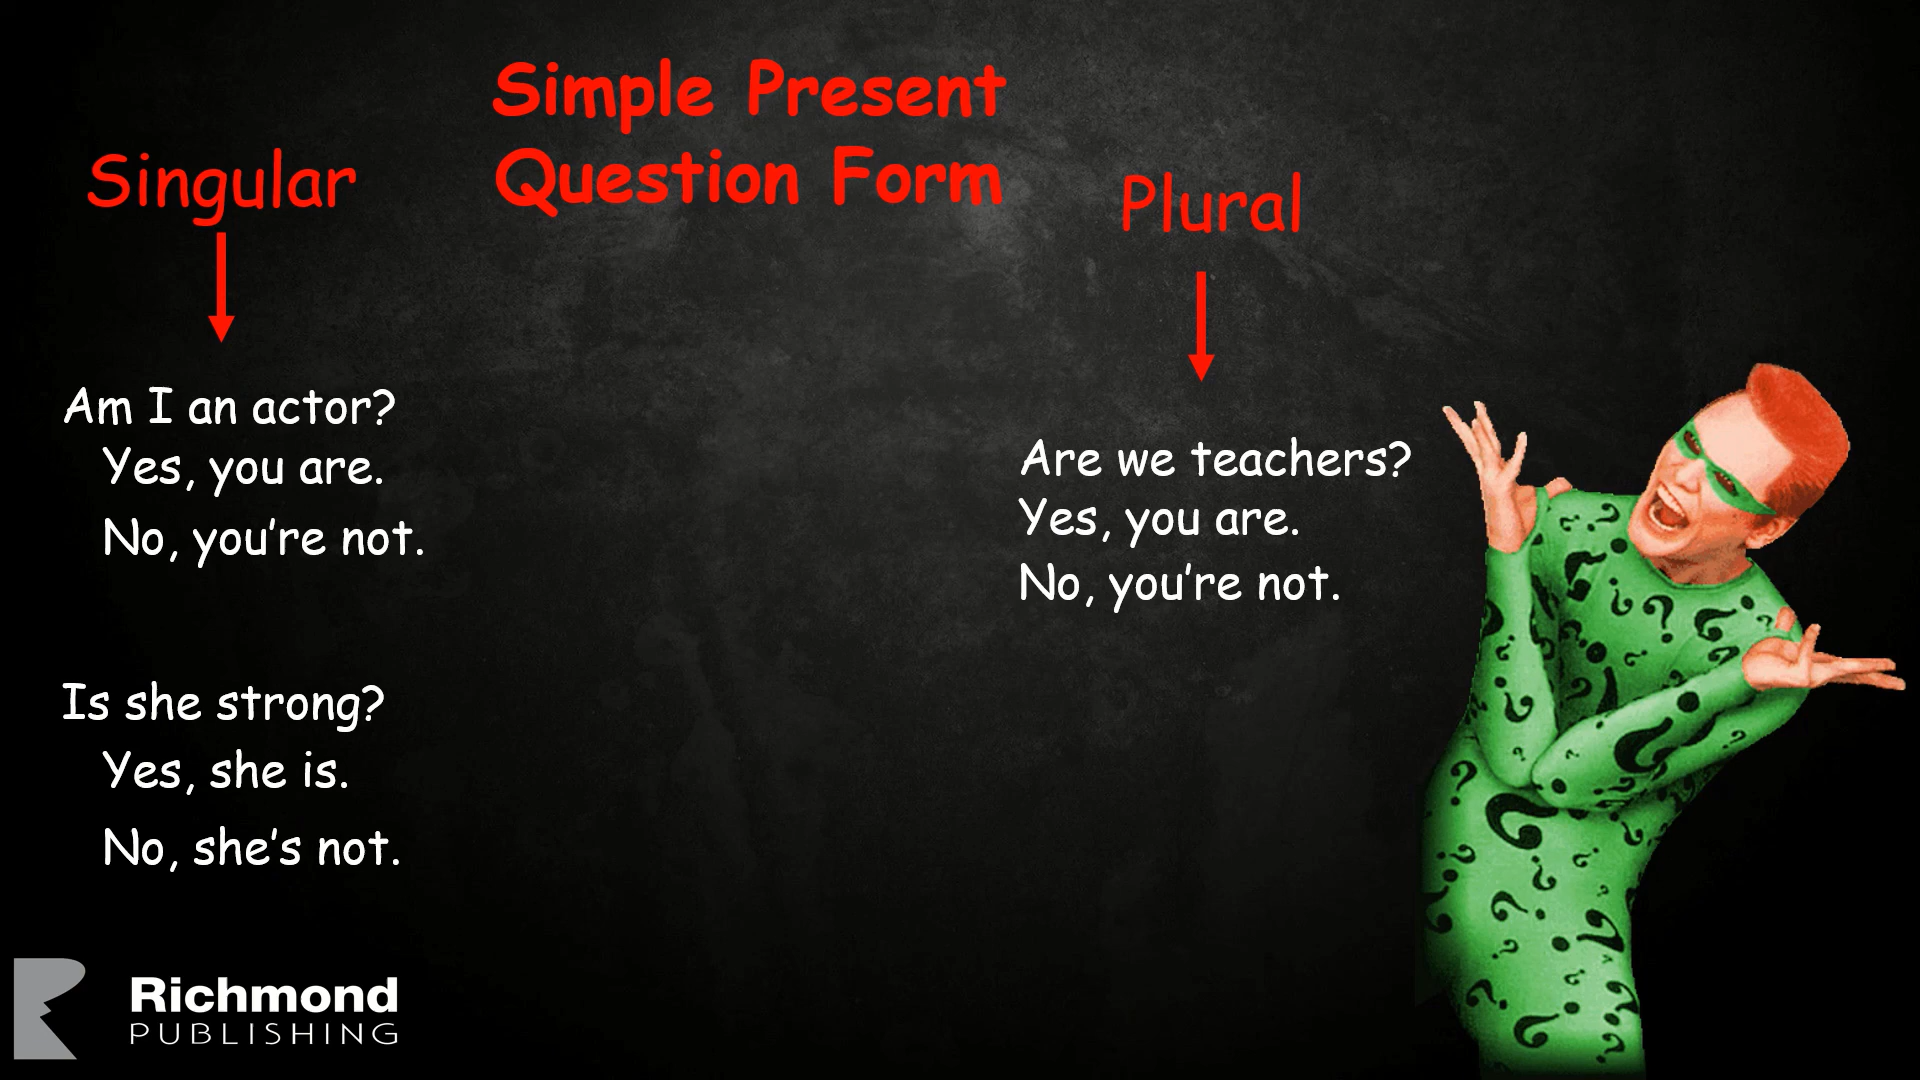 Simple Present
Question Form
Singular
Am I an actor?
Yes, you are.
No, you’re not.
Is she strong?
Yes, she is.
No, she’s not.
Plural
Are we teachers?
Yes, you are.
No, you’re not.
Richmond
PUBLISHING